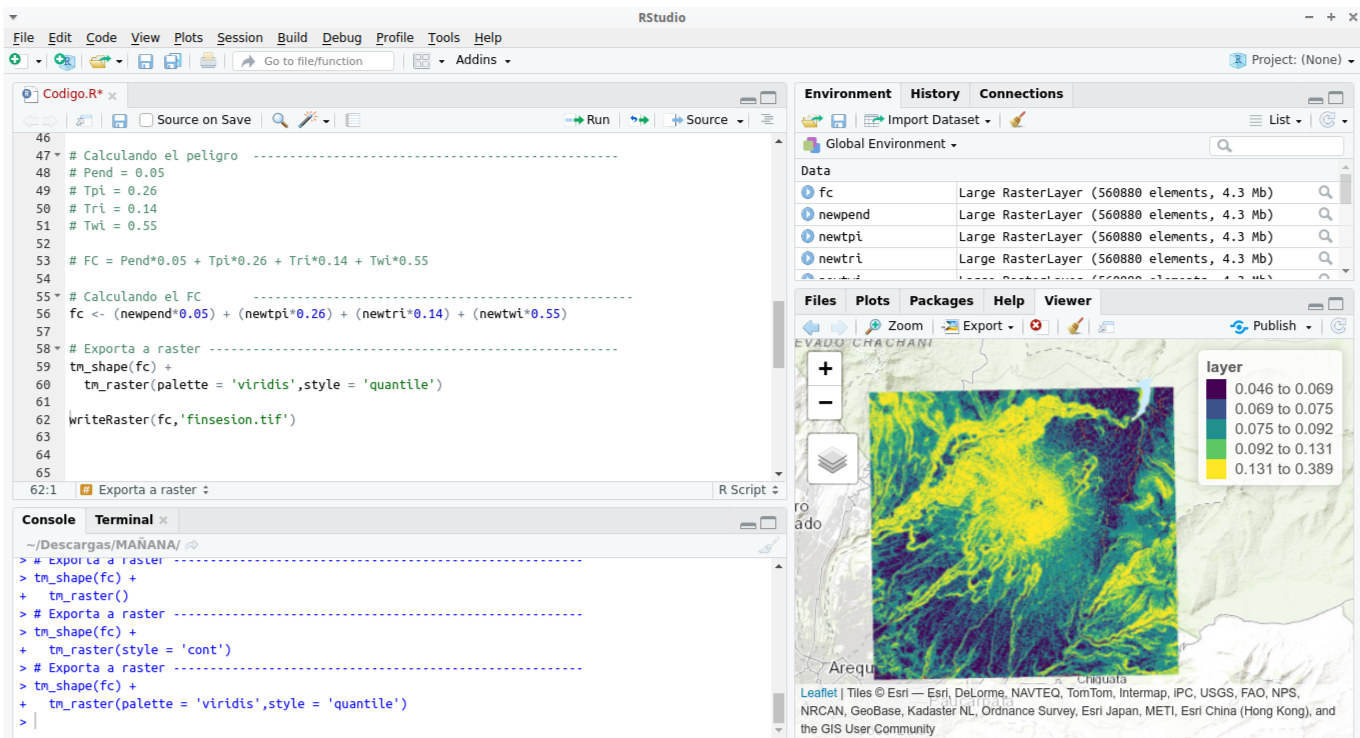 RStudio
File Edit Code View Plots Session Build Debug Profile Tools Help
Go to file/function Addins Project: (None)
Codigo.R*
Source on Save Run Source
46
47 # Calculando el peligro --------------------------------------------------
48 # Pend = 0.05
49 # Tpi = 0.26
50 # Tri = 0.14
51 # Twi = 0.55
52
53 # FC = Pend*0.05 + Tpi*0.26 + Tri*0.14 + Twi*0.55
54
55 # Calculando el FC ----------------------------------------------------
56 fc <- (newpend*0.05) + (newtpi*0.26) + (newtri*0.14) + (newtwi*0.55)
57
58 # Exporta a raster --------------------------------------------------------
59 tm_shape(fc) +
60 tm_raster(palette = 'viridis',style = 'quantile')
61
62 writeRaster(fc,'finsesion.tif')
63
64
65
62:1 # Exporta a raster R Script
Console Terminal
~/Descargas/MAÑANA/
> # Exporta a raster --------------------------------------------------------
> tm_shape(fc) +
+ tm_raster()
> # Exporta a raster --------------------------------------------------------
> tm_shape(fc) +
+ tm_raster(style = 'cont')
> # Exporta a raster --------------------------------------------------------
> tm_shape(fc) +
+ tm_raster(palette = 'viridis',style = 'quantile')
>
Environment History Connections
Import Dataset List
Global Environment
Data
fc Large RasterLayer (560880 elements, 4.3 Mb)
newpend Large RasterLayer (560880 elements, 4.3 Mb)
newtpi Large RasterLayer (560880 elements, 4.3 Mb)
newtri Large RasterLayer (560880 elements, 4.3 Mb)
newtwi Large RasterLayer (560880 elements, 4.3 Mb)
Files Plots Packages Help Viewer
Zoom Export Publish
EVADO CHACHANI
+
−
layer
0.046 to 0.069
0.069 to 0.075
0.075 to 0.092
0.092 to 0.131
0.131 to 0.389
ro
ado
Arequ
Chiguata
Paucarpata
Leaflet | Tiles © Esri — Esri, DeLorme, NAVTEQ, TomTom, Intermap, iPC, USGS, FAO, NPS,
NRCAN, GeoBase, Kadaster NL, Ordnance Survey, Esri Japan, METI, Esri China (Hong Kong), and
the GIS User Community